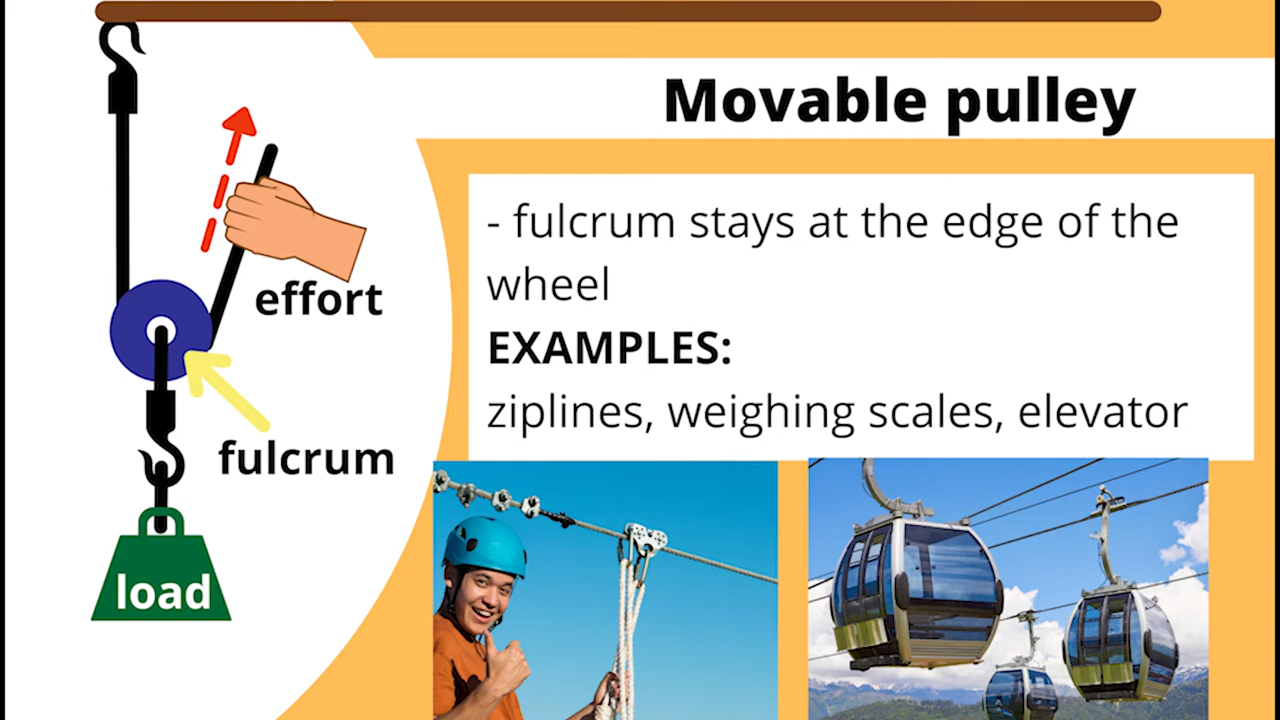 Movable pulley
- fulcrum stays at the edge of the
wheel
EXAMPLES:
ziplines, weighing scales, elevator
effort
fulcrum
load